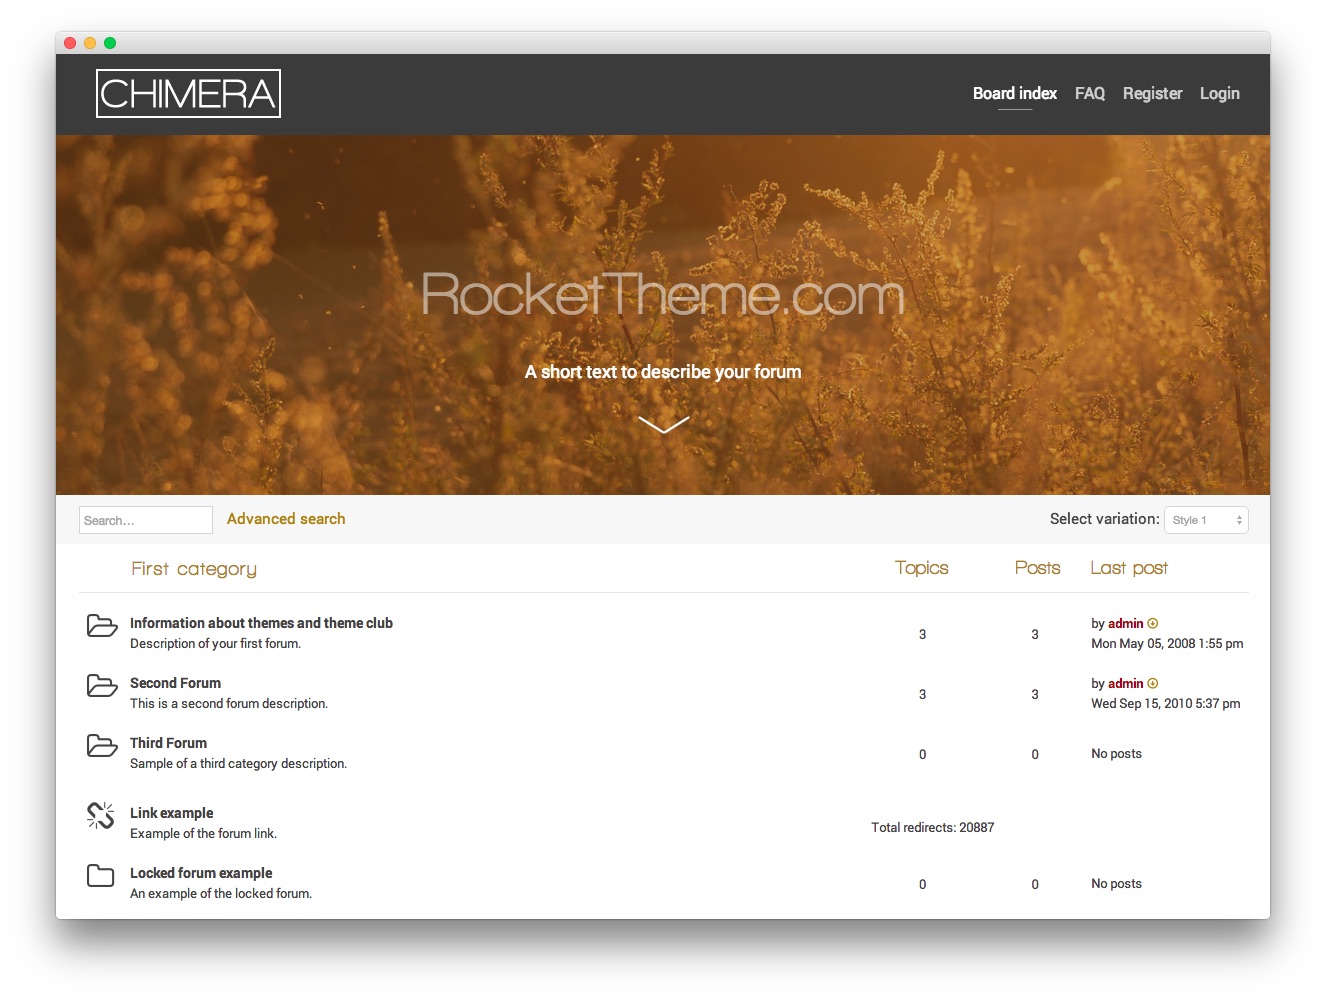 CHIMERA
Board index FAQ Register Login
RocketTheme.com
A short text to describe your forum
Search... Advanced search Select variation: Style 1
First category Topics Posts Last post
Information about themes and theme club
Description of your first forum.
3 3
by admin
Mon May 05, 2008 1:55 pm
Second Forum
This is a second forum description.
3 3
by admin
Wed Sep 15, 2010 5:37 pm
Third Forum
Sample of a third category description.
0 0 No posts
Link example
Example of the forum link.
Total redirects: 20887
Locked forum example
An example of the locked forum.
0 0 No posts